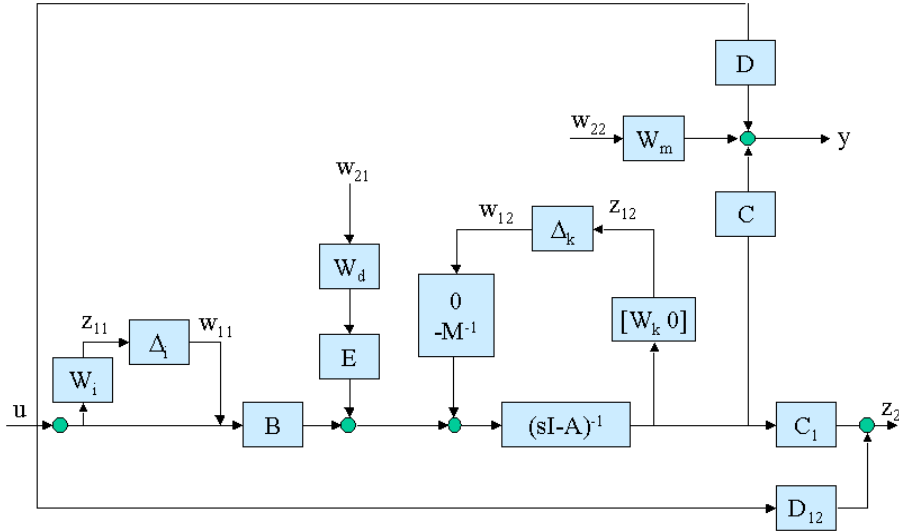 D
w₂₂
Wₘ
y
w₂₁
C
w₁₂
z₁₂
Δₖ
W_d
0
-M⁻¹
[Wₖ 0]
z₁₁
w₁₁
Δᵢ
E
Wᵢ
u
B
(sI-A)⁻¹
C₁
z₂
D₁₂